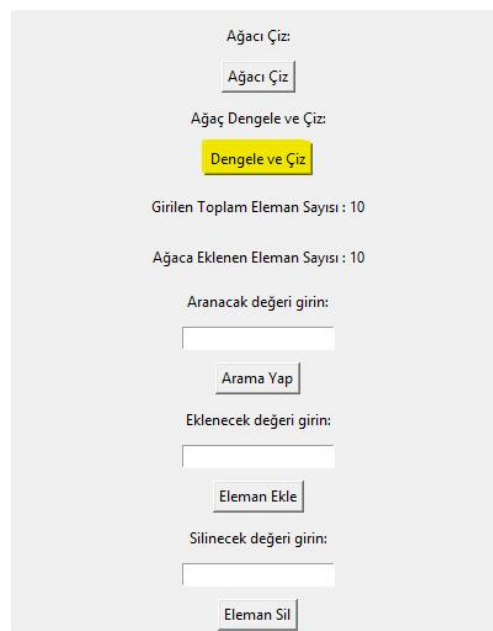 Ağacı Çiz:
Ağacı Çiz
Ağaç Dengele ve Çiz:
Dengele ve Çiz
Girilen Toplam Eleman Sayısı : 10
Ağaca Eklenen Eleman Sayısı : 10
Aranacak değeri girin:
Arama Yap
Eklenecek değeri girin:
Eleman Ekle
Silinecek değeri girin:
Eleman Sil